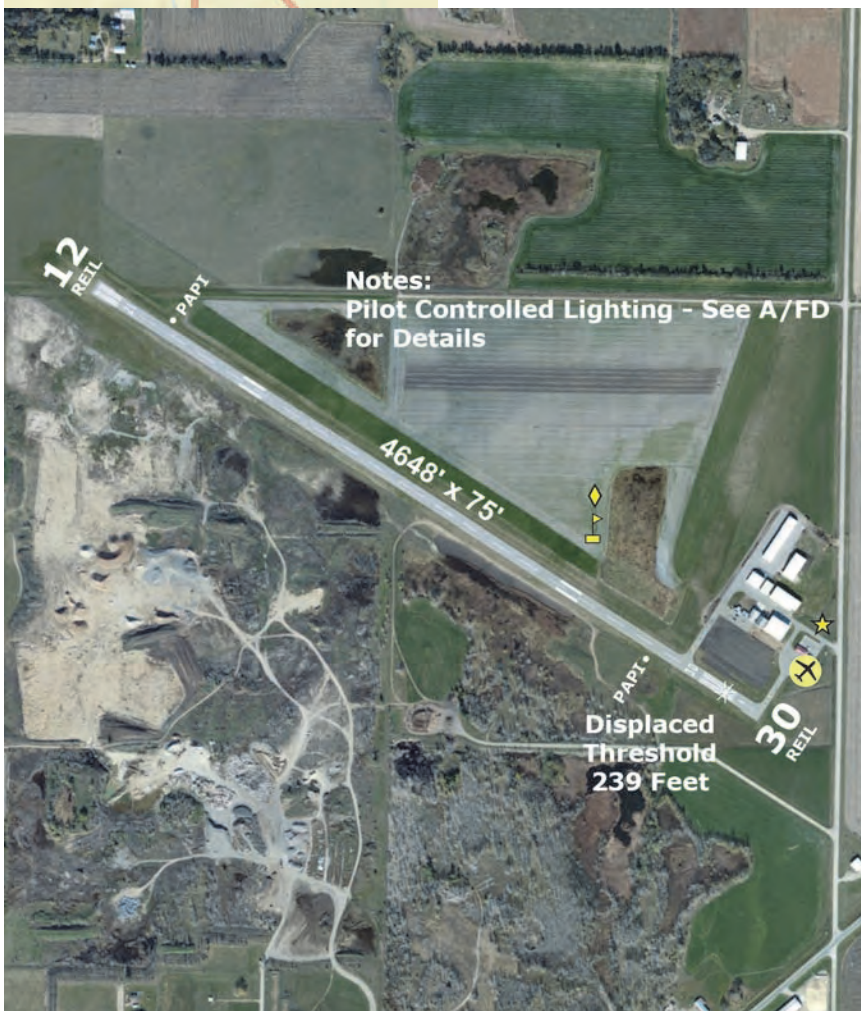 12
REIL
PAPI
Notes:
Pilot Controlled Lighting - See A/FD
for Details
4648' x 75'
PAPI
Displaced
Threshold
239 Feet
30
REIL